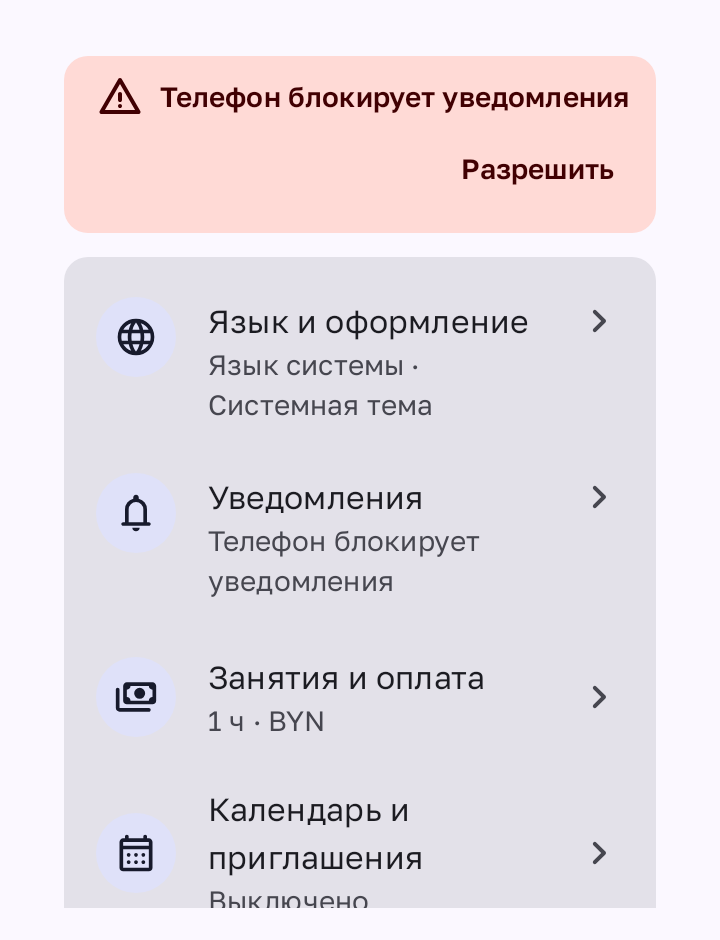 Телефон блокирует уведомления
Разрешить
Язык и оформление
Язык системы ·
Системная тема
Уведомления
Телефон блокирует
уведомления
Занятия и оплата
1 ч · BYN
Календарь и
приглашения
Выключено